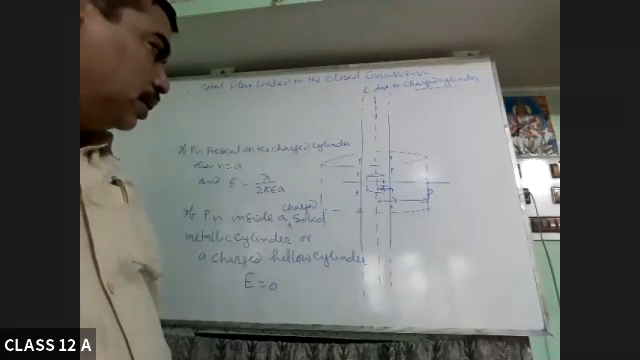 Total Flux linked to the closed Gaussian
due to charged cylinder
If P is present on the charged cylinder
then r = a
and E = λ / 2πϵa
If P is inside a charged solid
metallic cylinder or
a charged hollow cylinder
E = 0
P
r
CLASS 12 A